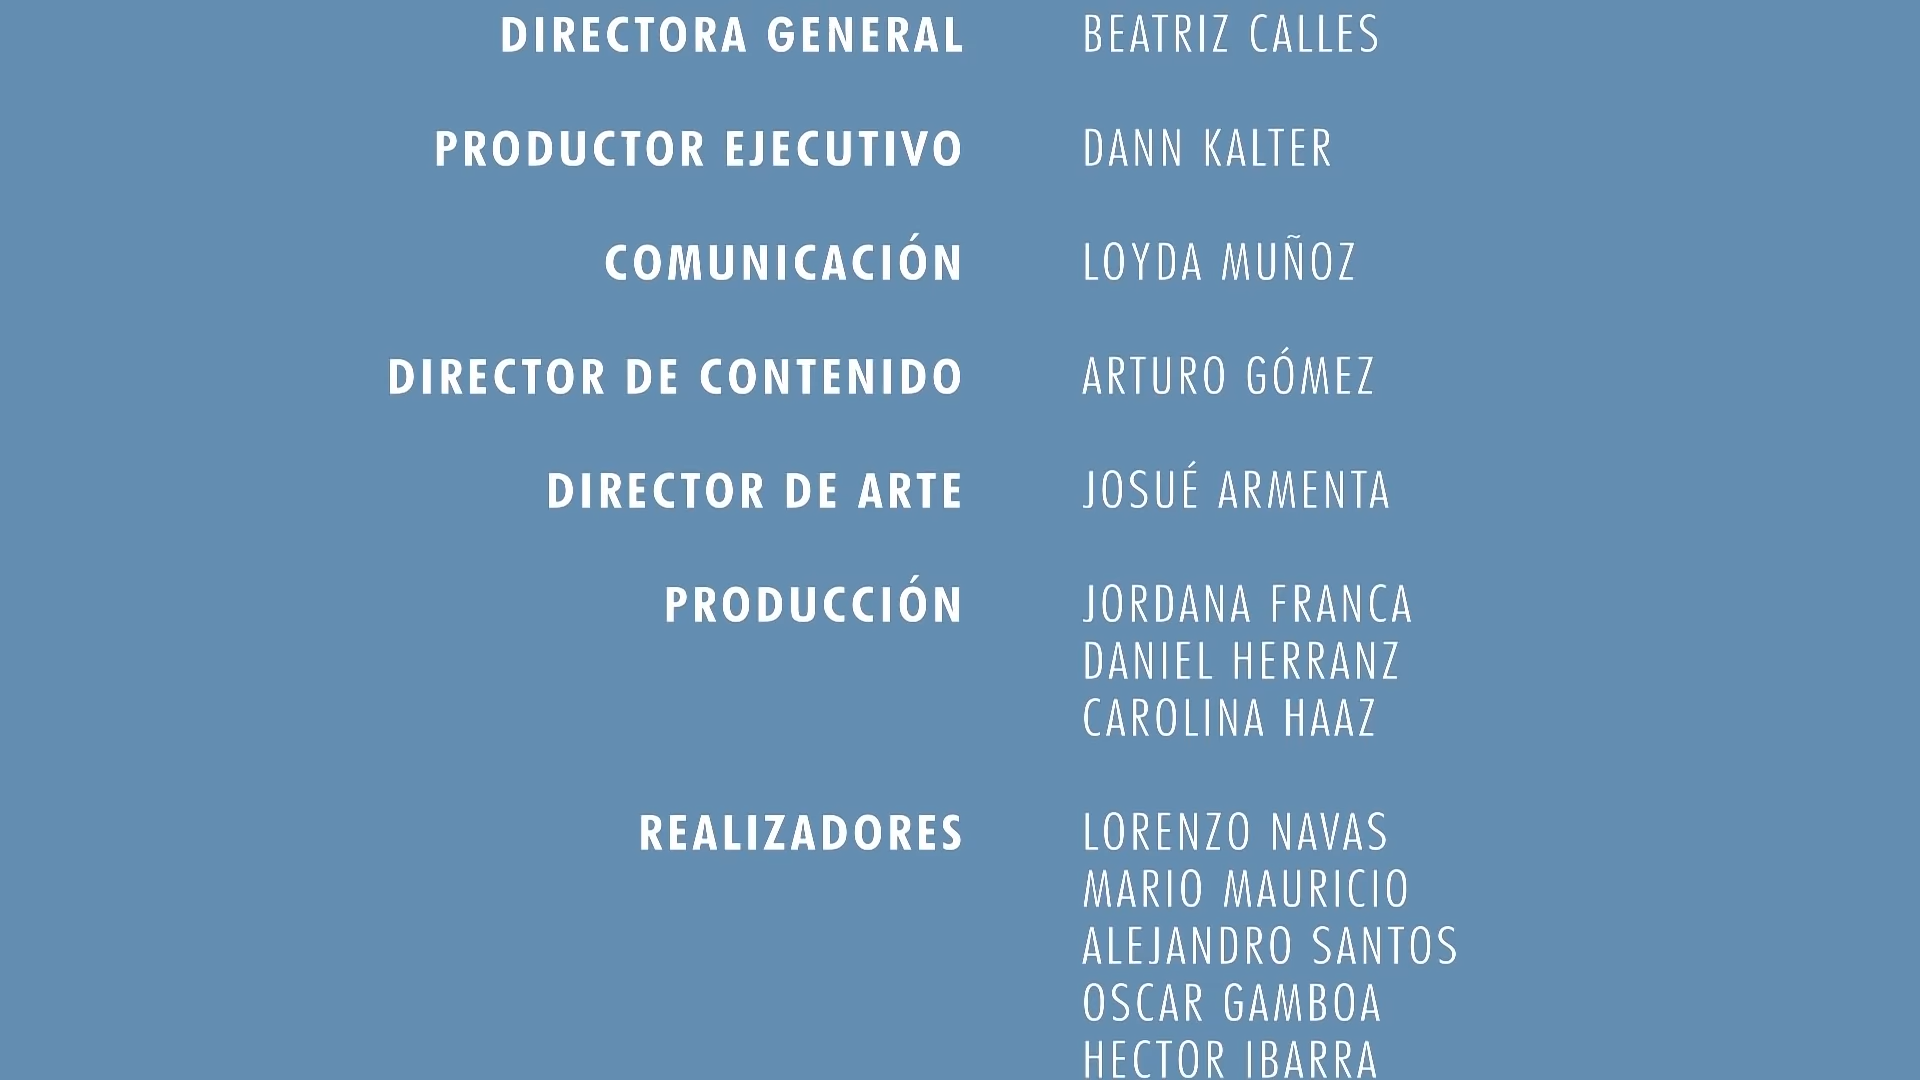 DIRECTORA GENERAL BEATRIZ CALLES
PRODUCTOR EJECUTIVO DANN KALTER
COMUNICACIÓN LOYDA MUÑOZ
DIRECTOR DE CONTENIDO ARTURO GÓMEZ
DIRECTOR DE ARTE JOSUÉ ARMENTA
PRODUCCIÓN JORDANA FRANCA
DANIEL HERRANZ
CAROLINA HAAZ
REALIZADORES LORENZO NAVAS
MARIO MAURICIO
ALEJANDRO SANTOS
OSCAR GAMBOA
HECTOR IBARRA